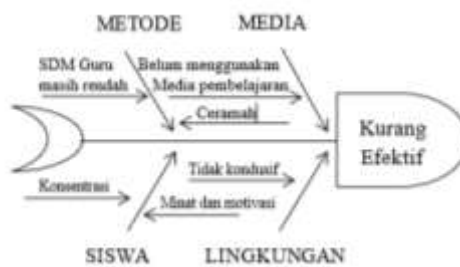 METODE
MEDIA
SDM Guru
masih rendah
Belum menggunakan
Media pembelajaran
Ceramah
Kurang
Efektif
Konsentrasi
Tidak kondusif
Minat dan motivasi
SISWA
LINGKUNGAN